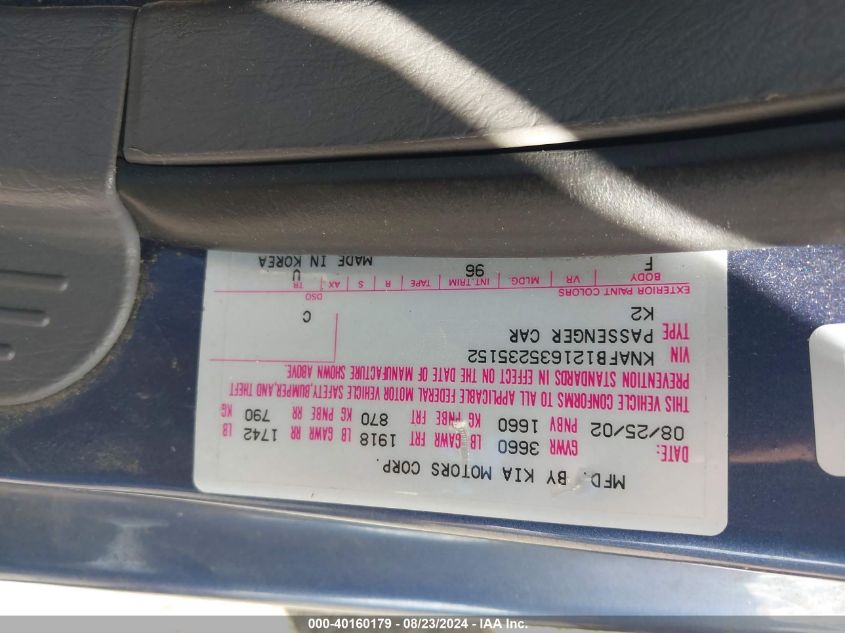 MFD. BY KIA MOTORS CORP.
DATE: GVWR 3660 LB GAWR FRT 1918 LB GAWR RR 1742 LB
08/25/02 PNBV 1660 KG PNBE FRT 870 KG PNBE RR 790 KG
THIS VEHICLE CONFORMS TO ALL APPLICABLE FEDERAL MOTOR VEHICLE SAFETY,BUMPER,AND THEFT
PREVENTION STANDARDS IN EFFECT ON THE DATE OF MANUFACTURE SHOWN ABOVE.
VIN KNAFB121635235152
TYPE PASSENGER CAR
K2 C
EXTERIOR PAINT COLORS DSO
BODY VR MLDG. INT.TRIM TAPE R S AX. TR
F 96 U
MADE IN KOREA
000-40160179 - 08/23/2024 - IAA Inc.